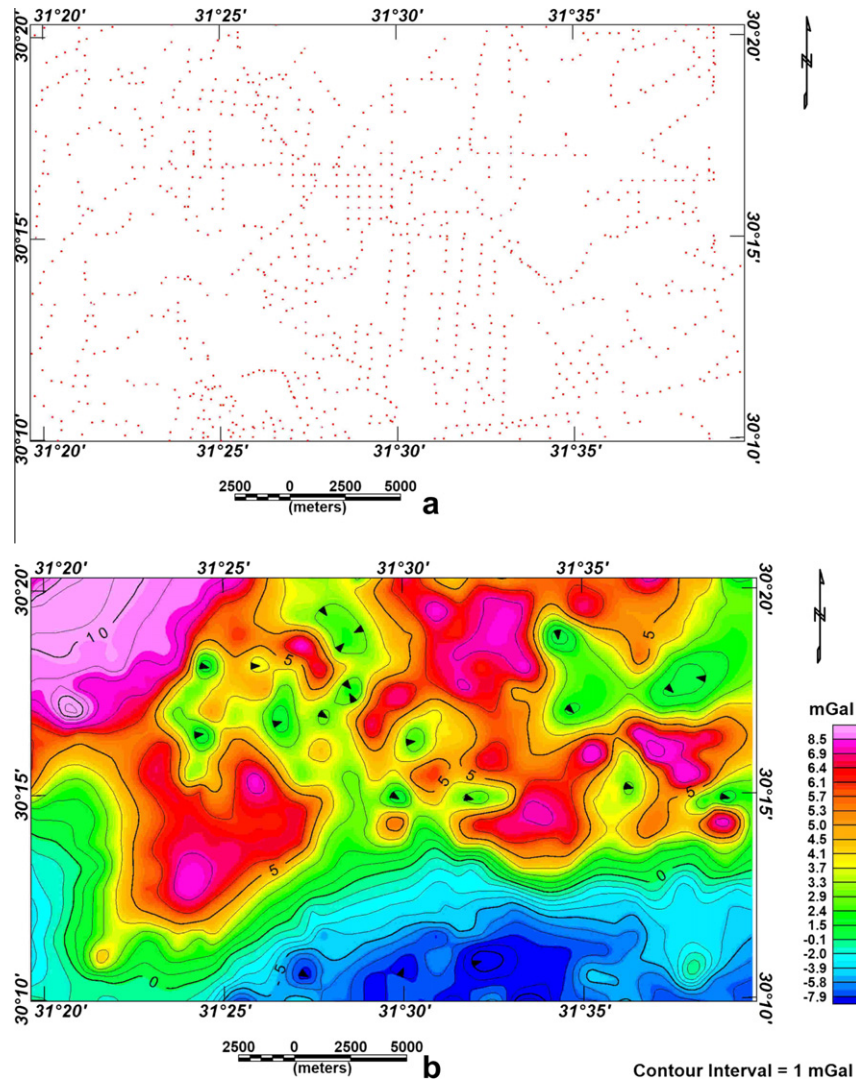 31°20' 31°25' 31°30' 31°35'
30°20' 30°20'
N
30°15' 30°15'
30°10' 30°10'
31°20' 31°25' 31°30' 31°35'
2500 0 2500 5000
(meters)
a
31°20' 31°25' 31°30' 31°35'
30°20' 30°20'
N
10
5
5
5
mGal
8.5
6.9
6.4
6.1
5.7
5.3
5.0
4.5
4.1
3.7
3.3
2.9
2.4
1.5
-0.1
-2.0
-3.9
-5.8
-7.9
30°15' 30°15'
5
5
5
0
0
-5
30°10' 30°10'
31°20' 31°25' 31°30' 31°35'
2500 0 2500 5000
(meters)
b
Contour Interval = 1 mGal